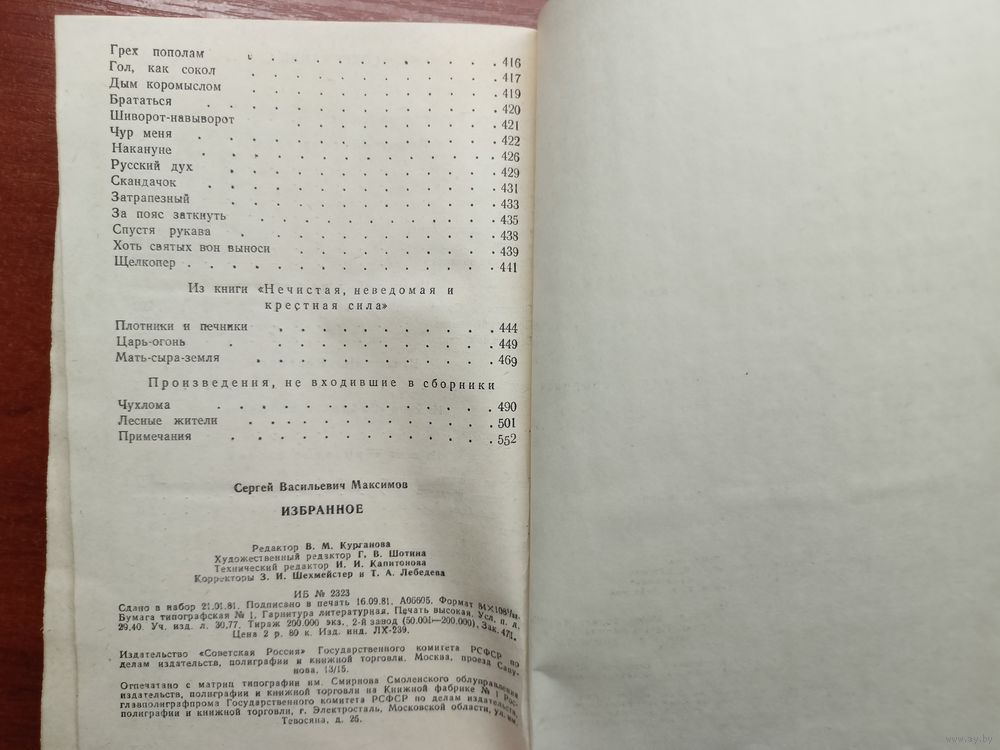 Грех пополам . . . . . . . . . . 416
Гол, как сокол . . . . . . . . . . 417
Дым коромыслом . . . . . . . . . . 419
Брататься . . . . . . . . . . 420
Шиворот-навыворот . . . . . . . . . . 421
Чур меня . . . . . . . . . . 422
Накануне . . . . . . . . . . 426
Русский дух . . . . . . . . . . 429
Скандачок . . . . . . . . . . 431
Затрапезный . . . . . . . . . . 433
За пояс заткнуть . . . . . . . . . . 435
Спустя рукава . . . . . . . . . . 438
Хоть святых вон выноси . . . . . . . . 439
Щелкопер . . . . . . . . . . 441
Из книги «Нечистая, неведомая и
крестная сила»
Плотники и печники . . . . . . . . . . 444
Царь-огонь . . . . . . . . . . 449
Мать-сыра-земля . . . . . . . . . . 469
Произведения, не входившие в сборники
Чухлома . . . . . . . . . . 490
Лесные жители . . . . . . . . . . 501
Примечания . . . . . . . . . . 552
Сергей Васильевич Максимов
ИЗБРАННОЕ
Редактор В. М. Курганова
Художественный редактор Г. В. Шотина
Технический редактор И. И. Капитонова
Корректоры З. И. Шехмейстер и Т. А. Лебедева
ИБ № 2323
Сдано в набор 21.01.81. Подписано в печать 16.09.81. А06605. Формат 84×108¹/₃₂.
Бумага типографская № 1. Гарнитура литературная. Печать высокая. Усл. п. л.
29.40. Уч. изд. л. 30,77. Тираж 200.000 экз. 2-й завод (50.001—200.000). Зак. 471.
Цена 2 р. 80 к. Изд. инд. ЛХ-239.
Издательство «Советская Россия» Государственного комитета РСФСР по
делам издательств, полиграфии и книжной торговли. Москва, проезд Сапу-
нова, 13/15.
Отпечатано с матриц типографии им. Смирнова Смоленского облуправления
издательств, полиграфии и книжной торговли на Книжной фабрике № 1 Рос-
главполиграфпрома Государственного комитета РСФСР по делам издательств,
полиграфии и книжной торговли, г. Электросталь, Московской области, ул. им.
Тевосяна, д. 25.
www.ay.by